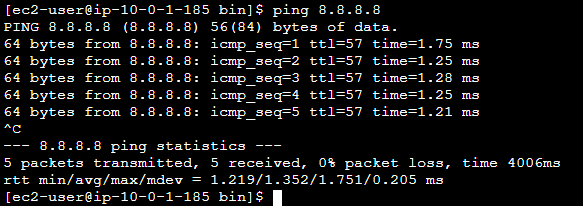 [ec2-user@ip-10-0-1-185 bin]$ ping 8.8.8.8
PING 8.8.8.8 (8.8.8.8) 56(84) bytes of data.
64 bytes from 8.8.8.8: icmp_seq=1 ttl=57 time=1.75 ms
64 bytes from 8.8.8.8: icmp_seq=2 ttl=57 time=1.25 ms
64 bytes from 8.8.8.8: icmp_seq=3 ttl=57 time=1.28 ms
64 bytes from 8.8.8.8: icmp_seq=4 ttl=57 time=1.25 ms
64 bytes from 8.8.8.8: icmp_seq=5 ttl=57 time=1.21 ms
^C
--- 8.8.8.8 ping statistics ---
5 packets transmitted, 5 received, 0% packet loss, time 4006ms
rtt min/avg/max/mdev = 1.219/1.352/1.751/0.205 ms
[ec2-user@ip-10-0-1-185 bin]$